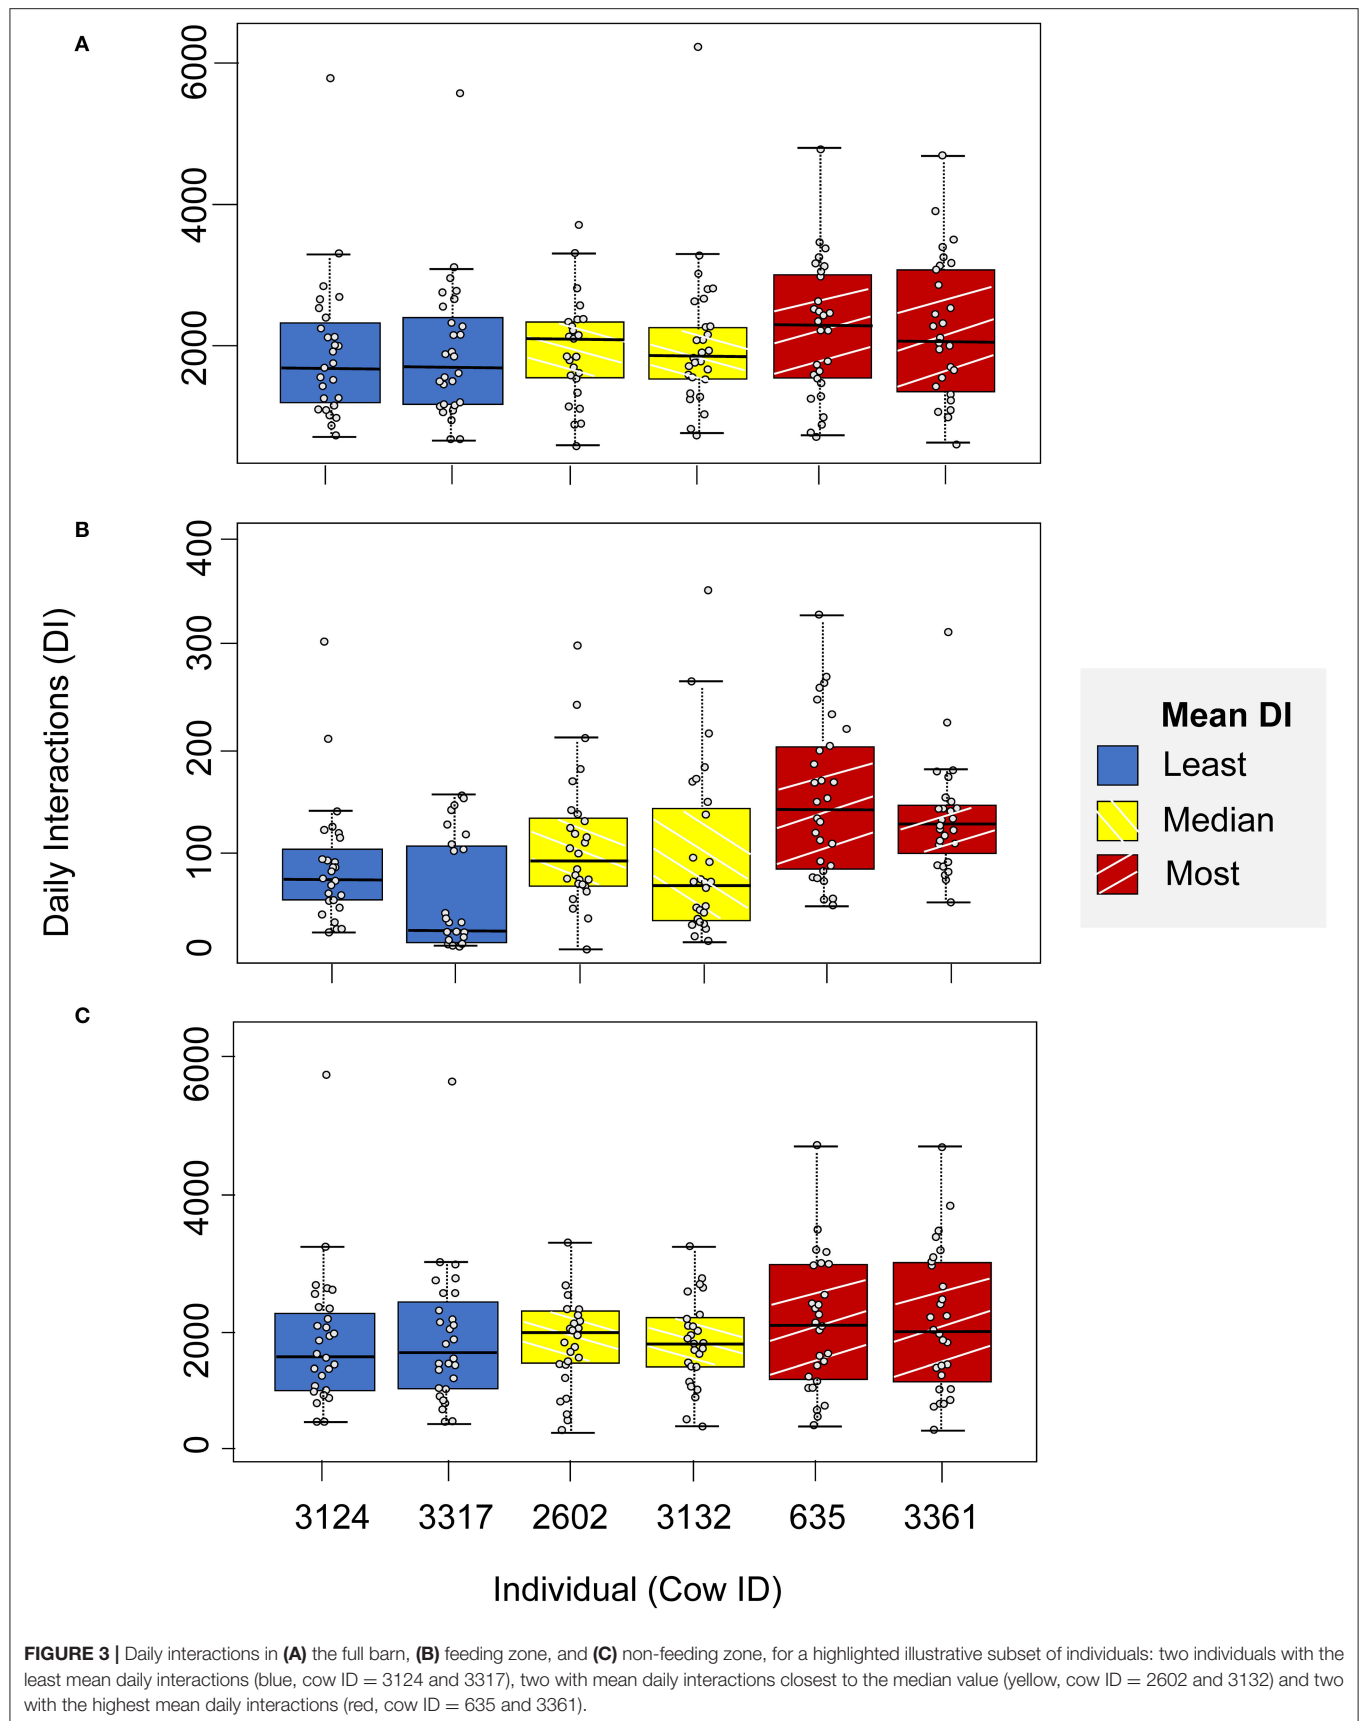 A
6000
4000
2000
B
400
300
200
100
0
Daily Interactions (DI)
Mean DI
Least
Median
Most
C
6000
4000
2000
0
3124 3317 2602 3132 635 3361
Individual (Cow ID)
FIGURE 3 | Daily interactions in (A) the full barn, (B) feeding zone, and (C) non-feeding zone, for a highlighted illustrative subset of individuals: two individuals with the
least mean daily interactions (blue, cow ID = 3124 and 3317), two with mean daily interactions closest to the median value (yellow, cow ID = 2602 and 3132) and two
with the highest mean daily interactions (red, cow ID = 635 and 3361).